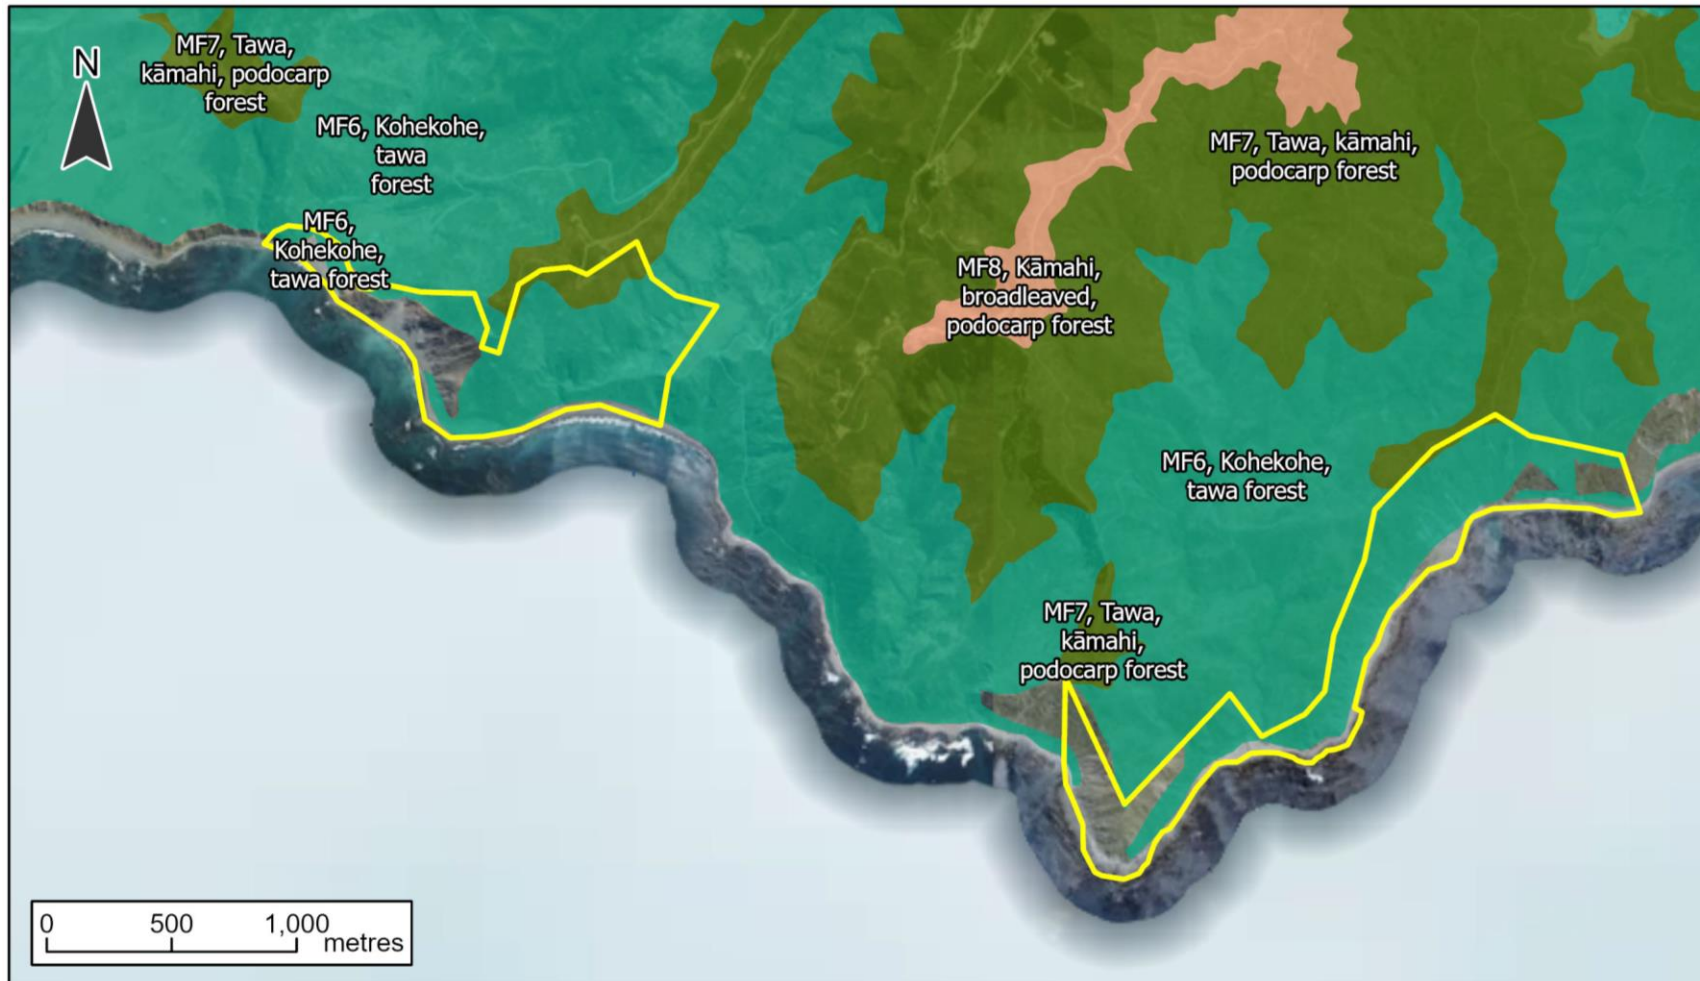 N
MF7, Tawa,
kāmahi, podocarp
forest
MF6, Kohekohe,
tawa
forest
MF7, Tawa, kāmahi,
podocarp forest
MF6,
Kohekohe,
tawa forest
MF8, Kāmahi,
broadleaved,
podocarp forest
MF6, Kohekohe,
tawa forest
MF7, Tawa,
kāmahi,
podocarp forest
0 500 1,000
metres